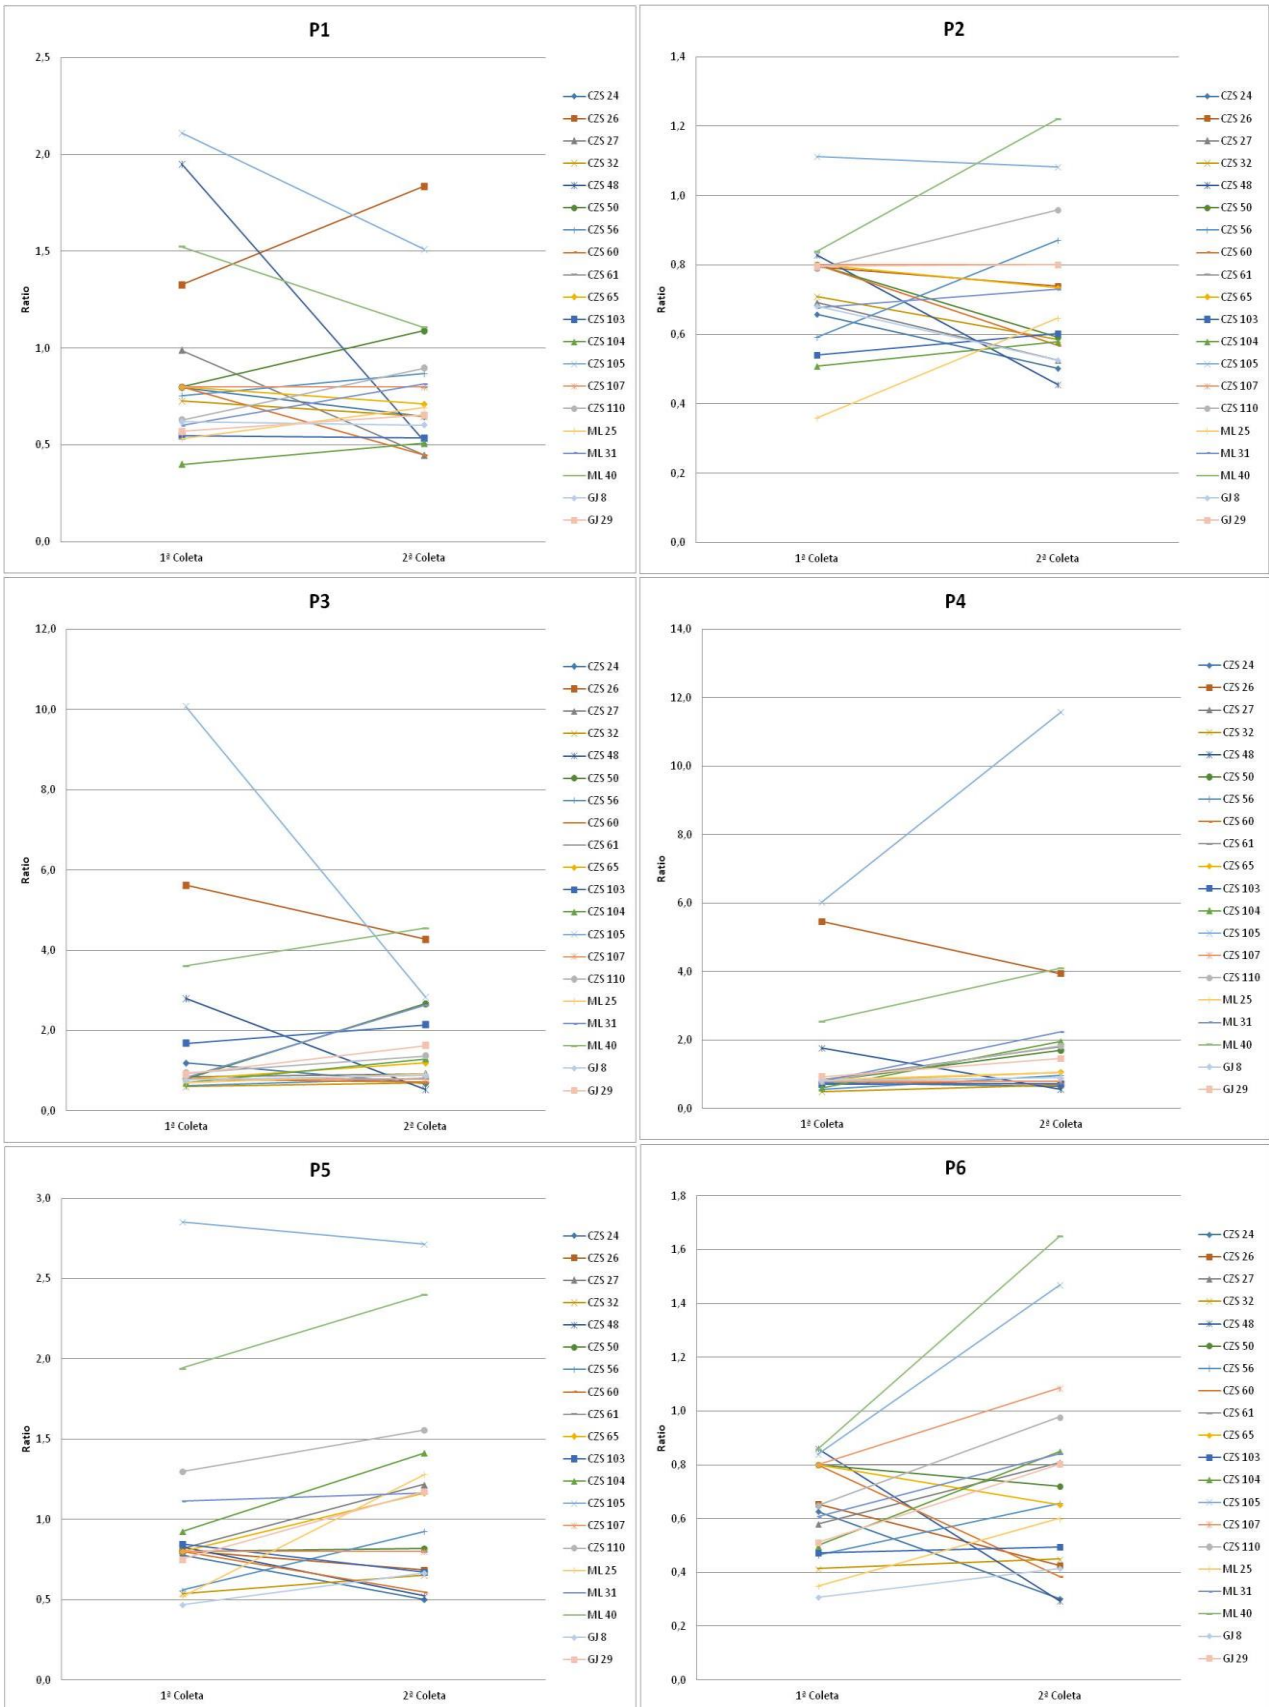 P1
2,5
2,0
1,5
1,0
0,5
0,0
Ratio
1ª Coleta
2ª Coleta
CZS 24
CZS 26
CZS 27
CZS 32
CZS 48
CZS 50
CZS 56
CZS 60
CZS 61
CZS 65
CZS 103
CZS 104
CZS 105
CZS 107
CZS 110
ML 25
ML 31
ML 40
GJ 8
GJ 29
P2
1,4
1,2
1,0
0,8
0,6
0,4
0,2
0,0
Ratio
1ª Coleta
2ª Coleta
CZS 24
CZS 26
CZS 27
CZS 32
CZS 48
CZS 50
CZS 56
CZS 60
CZS 61
CZS 65
CZS 103
CZS 104
CZS 105
CZS 107
CZS 110
ML 25
ML 31
ML 40
GJ 8
GJ 29
P3
12,0
10,0
8,0
6,0
4,0
2,0
0,0
Ratio
1ª Coleta
2ª Coleta
CZS 24
CZS 26
CZS 27
CZS 32
CZS 48
CZS 50
CZS 56
CZS 60
CZS 61
CZS 65
CZS 103
CZS 104
CZS 105
CZS 107
CZS 110
ML 25
ML 31
ML 40
GJ 8
GJ 29
P4
14,0
12,0
10,0
8,0
6,0
4,0
2,0
0,0
Ratio
1ª Coleta
2ª Coleta
CZS 24
CZS 26
CZS 27
CZS 32
CZS 48
CZS 50
CZS 56
CZS 60
CZS 61
CZS 65
CZS 103
CZS 104
CZS 105
CZS 107
CZS 110
ML 25
ML 31
ML 40
GJ 8
GJ 29
P5
3,0
2,5
2,0
1,5
1,0
0,5
0,0
Ratio
1ª Coleta
2ª Coleta
CZS 24
CZS 26
CZS 27
CZS 32
CZS 48
CZS 50
CZS 56
CZS 60
CZS 61
CZS 65
CZS 103
CZS 104
CZS 105
CZS 107
CZS 110
ML 25
ML 31
ML 40
GJ 8
GJ 29
P6
1,8
1,6
1,4
1,2
1,0
0,8
0,6
0,4
0,2
0,0
Ratio
1ª Coleta
2ª Coleta
CZS 24
CZS 26
CZS 27
CZS 32
CZS 48
CZS 50
CZS 56
CZS 60
CZS 61
CZS 65
CZS 103
CZS 104
CZS 105
CZS 107
CZS 110
ML 25
ML 31
ML 40
GJ 8
GJ 29